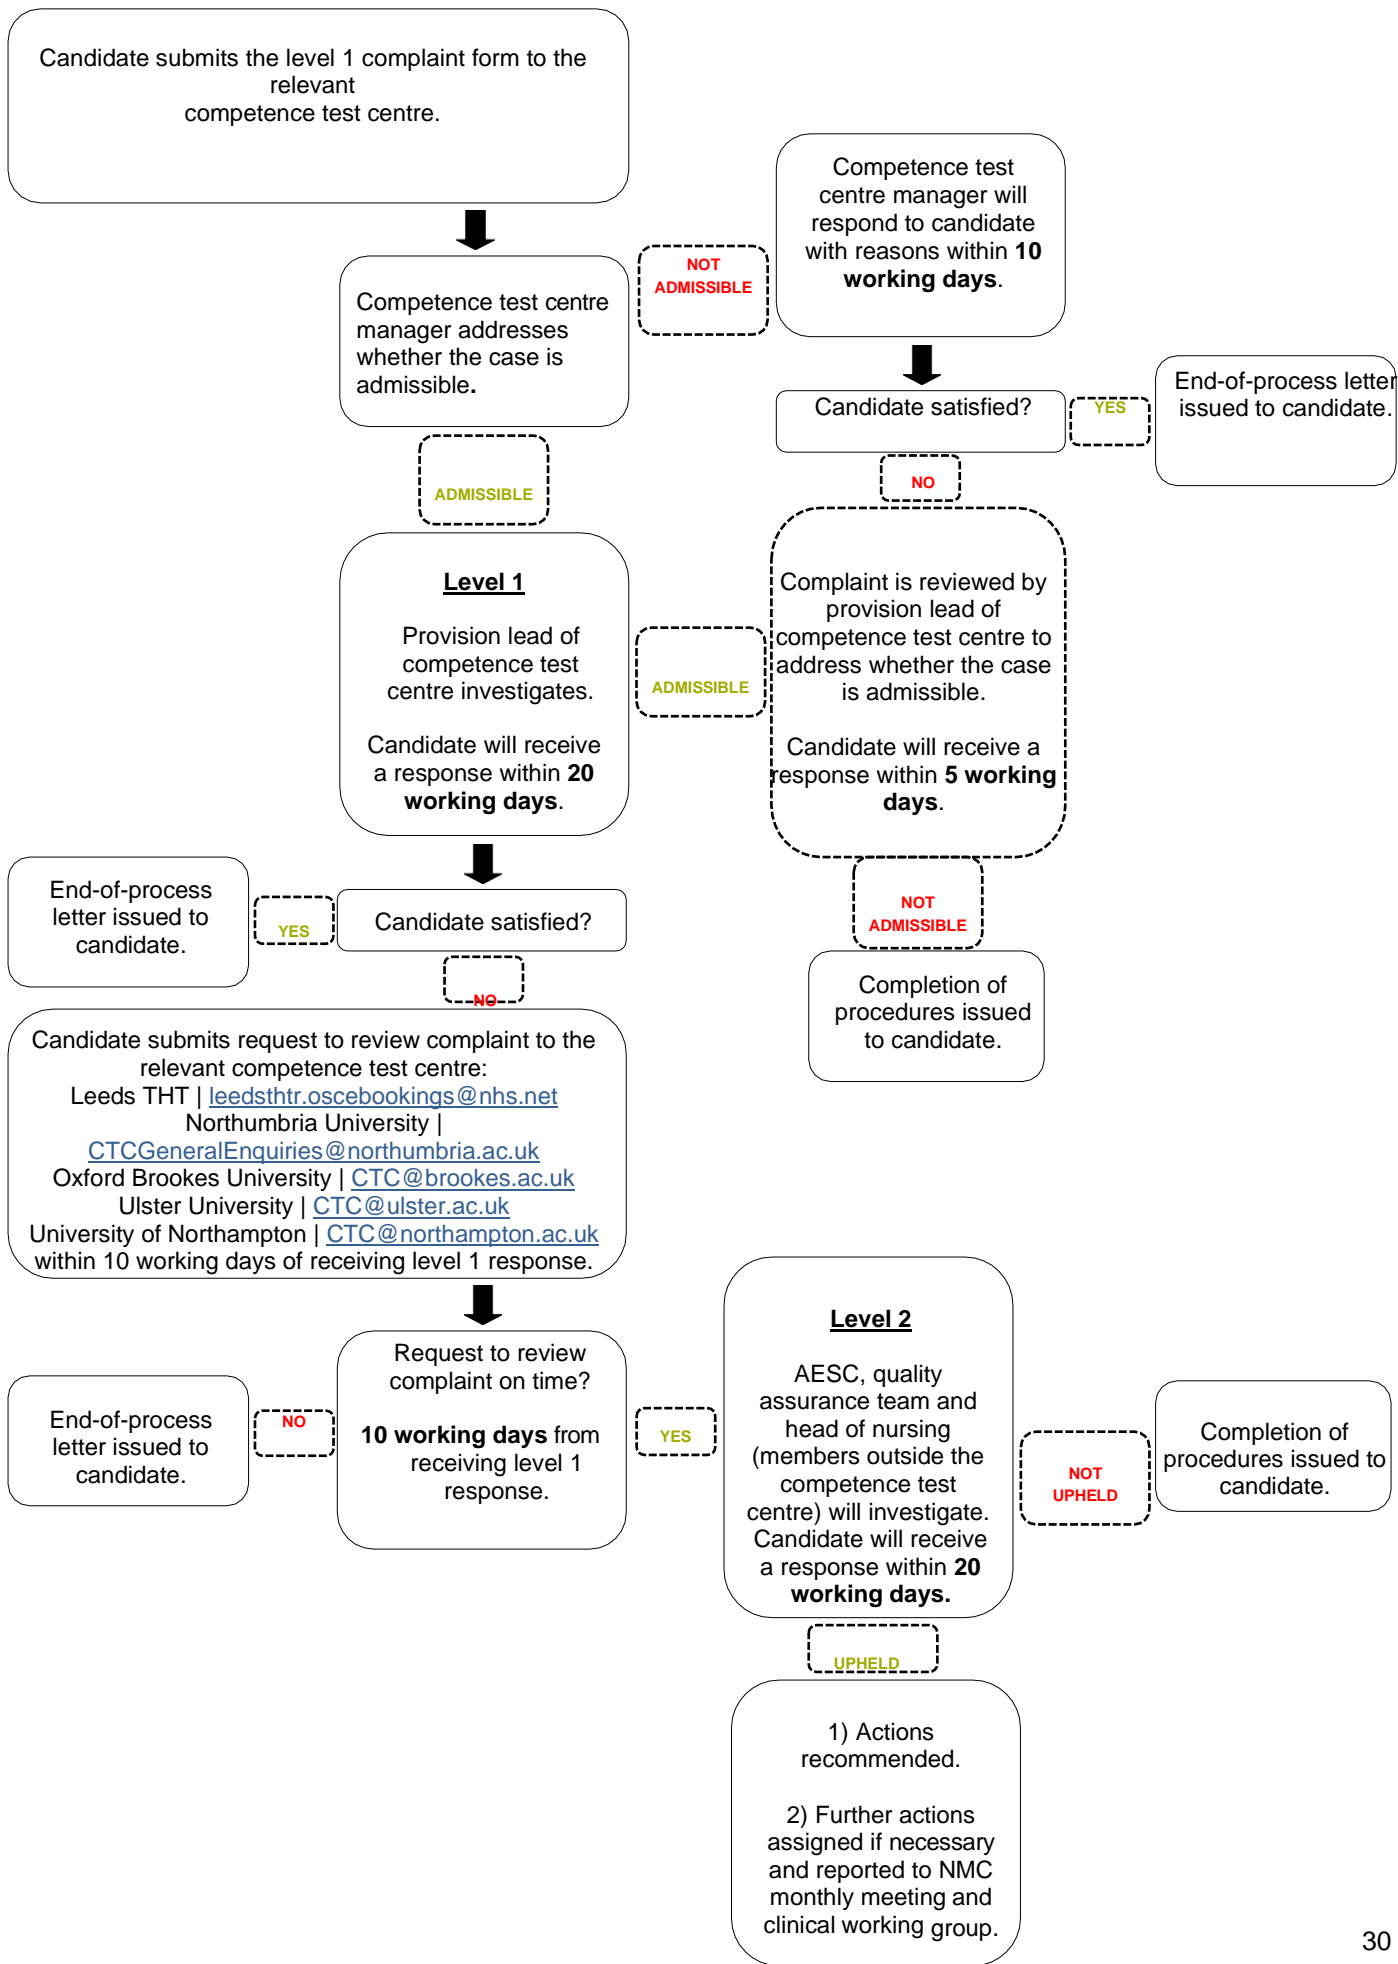 Candidate submits the level 1 complaint form to the
relevant
competence test centre.
Competence test
centre manager will
respond to candidate
with reasons within 10
working days.
NOT
ADMISSIBLE
Competence test centre
manager addresses
whether the case is
admissible.
Candidate satisfied?
YES
End-of-process letter
issued to candidate.
NO
ADMISSIBLE
Level 1
Provision lead of
competence test
centre investigates.
Candidate will receive
a response within 20
working days.
ADMISSIBLE
Complaint is reviewed by
provision lead of
competence test centre to
address whether the case
is admissible.
Candidate will receive a
response within 5 working
days.
NOT
ADMISSIBLE
Completion of
procedures issued
to candidate.
End-of-process
letter issued to
candidate.
YES
Candidate satisfied?
NO
Candidate submits request to review complaint to the
relevant competence test centre:
Leeds THT | leedsthtr.oscebookings@nhs.net
Northumbria University |
CTCGeneralEnquiries@northumbria.ac.uk
Oxford Brookes University | CTC@brookes.ac.uk
Ulster University | CTC@ulster.ac.uk
University of Northampton | CTC@northampton.ac.uk
within 10 working days of receiving level 1 response.
End-of-process
letter issued to
candidate.
NO
Request to review
complaint on time?
10 working days from
receiving level 1
response.
YES
Level 2
AESC, quality
assurance team and
head of nursing
(members outside the
competence test
centre) will investigate.
Candidate will receive
a response within 20
working days.
NOT
UPHELD
Completion of
procedures issued to
candidate.
UPHELD
1) Actions
recommended.
2) Further actions
assigned if necessary
and reported to NMC
monthly meeting and
clinical working group.
30